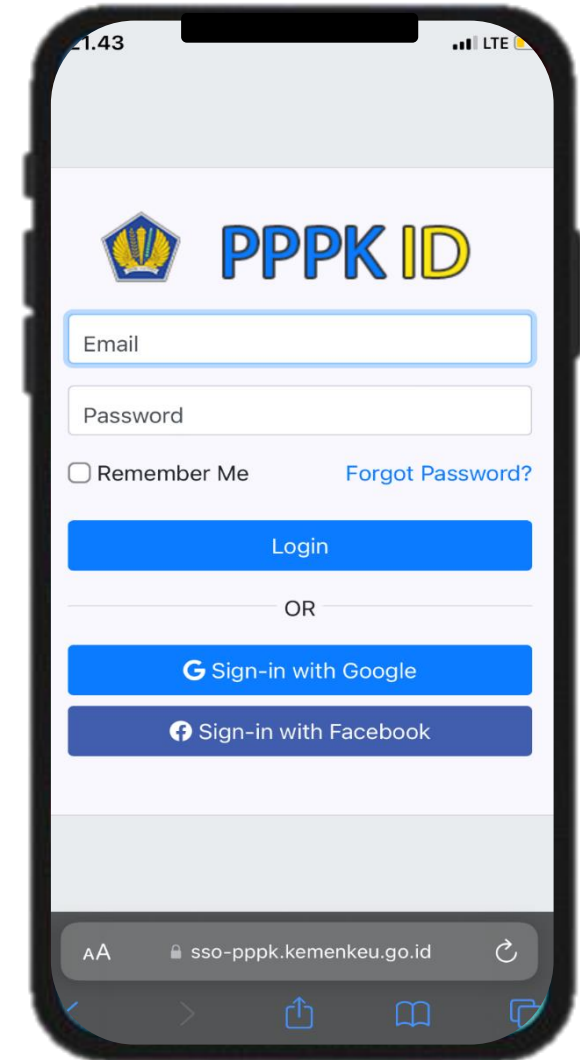 21.43 LTE
PPPK ID
Email
Password
Remember Me Forgot Password?
Login
OR
G Sign-in with Google
Sign-in with Facebook
AA sso-pppk.kemenkeu.go.id